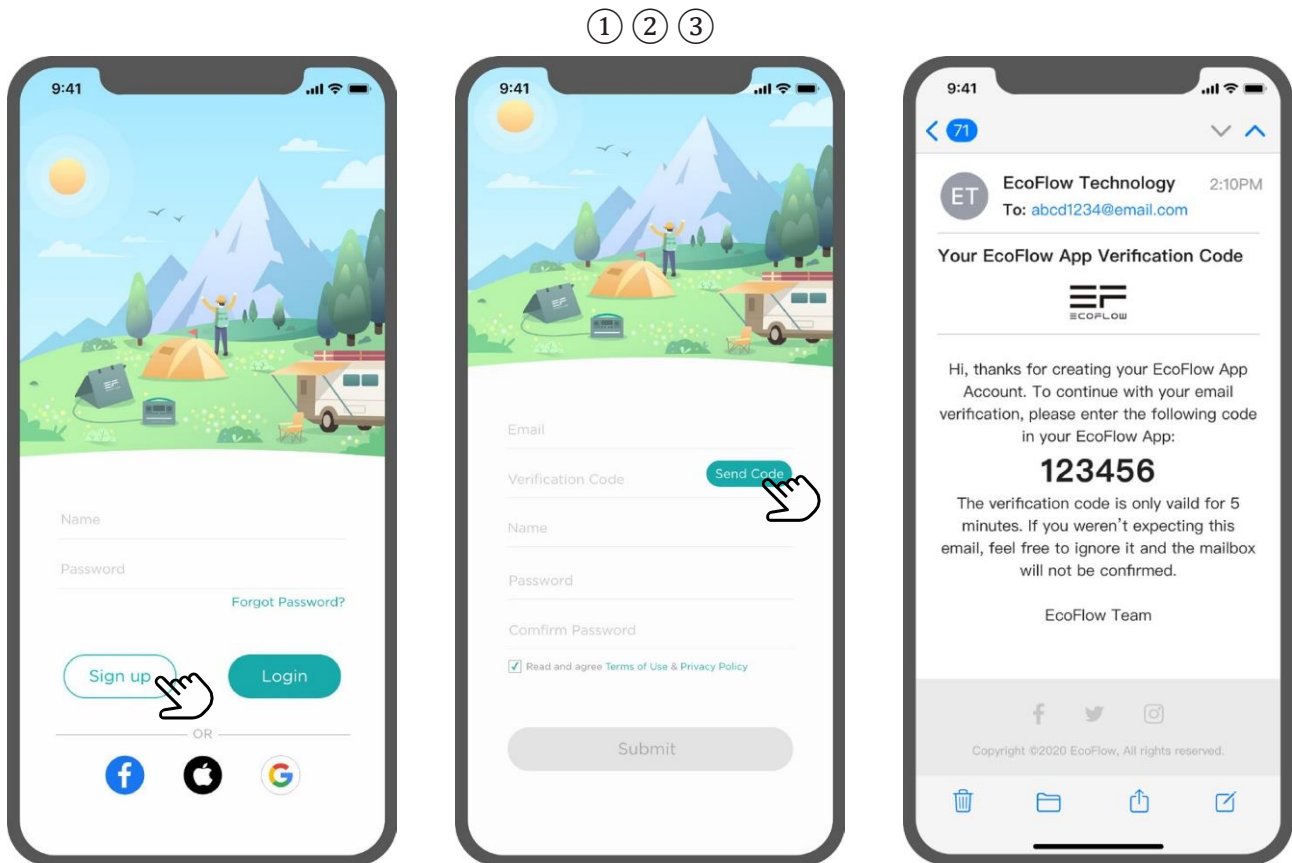 ① ② ③
9:41
Name
Password
Forgot Password?
Sign up
Login
OR
f
G
9:41
Email
Verification Code
Send Code
Name
Password
Comfirm Password
Read and agree Terms of Use & Privacy Policy
Submit
9:41
71
ET
EcoFlow Technology
2:10PM
To: abcd1234@email.com
Your EcoFlow App Verification Code
EF
ECOFLOW
Hi, thanks for creating your EcoFlow App
Account. To continue with your email
verification, please enter the following code
in your EcoFlow App:
123456
The verification code is only vaild for 5
minutes. If you weren't expecting this
email, feel free to ignore it and the mailbox
will not be confirmed.
EcoFlow Team
Copyright ©2020 EcoFlow, All rights reserved.